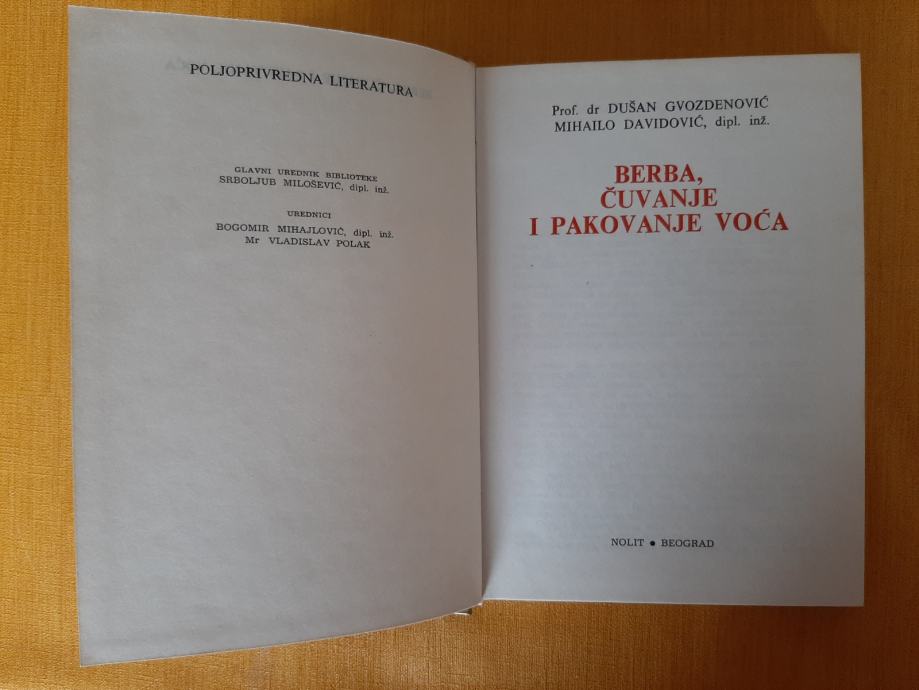 POLJOPRIVREDNA LITERATURA
GLAVNI UREDNIK BIBLIOTEKE
SRBOLJUB MILOŠEVIĆ, dipl. inž.
UREDNICI
BOGOMIR MIHAJLOVIĆ, dipl. inž.
Mr VLADISLAV POLAK
Prof. dr DUŠAN GVOZDENOVIĆ
MIHAILO DAVIDOVIĆ, dipl. inž.
BERBA,
ČUVANJE
I PAKOVANJE VOĆA
NOLIT • BEOGRAD